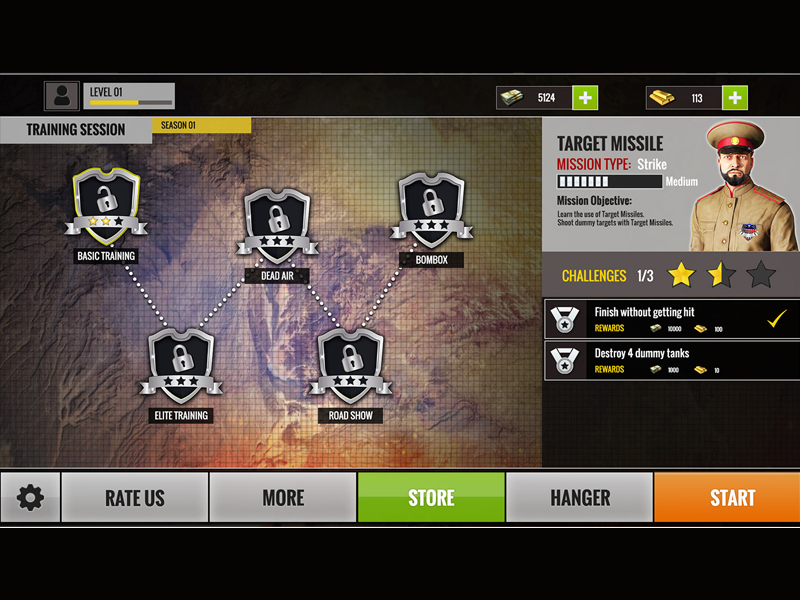 LEVEL 01
5124
113
TRAINING SESSION
SEASON 01
BASIC TRAINING
DEAD AIR
BOMBOX
ELITE TRAINING
ROAD SHOW
TARGET MISSILE
MISSION TYPE: Strike
Medium
Mission Objective:
Learn the use of Target Missiles.
Shoot dummy targets with Target Missiles.
CHALLENGES 1/3
Finish without getting hit
REWARDS 10000 100
Destroy 4 dummy tanks
REWARDS 1000 10
RATE US
MORE
STORE
HANGER
START